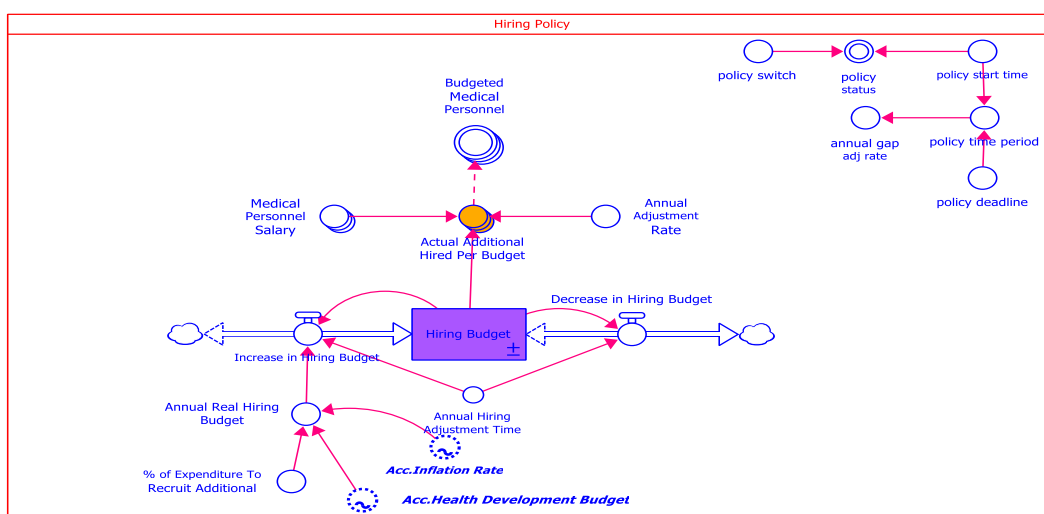 Hiring Policy
policy switch
policy
status
policy start time
annual gap
adj rate
policy time period
policy deadline
Budgeted
Medical
Personnel
Medical
Personnel
Salary
Actual Additional
Hired Per Budget
Annual
Adjustment
Rate
Decrease in Hiring Budget
Hiring Budget
±
Increase in Hiring Budget
Annual Real Hiring
Budget
Annual Hiring
Adjustment Time
Acc.Inflation Rate
% of Expenditure To
Recruit Additional
Acc.Health Development Budget